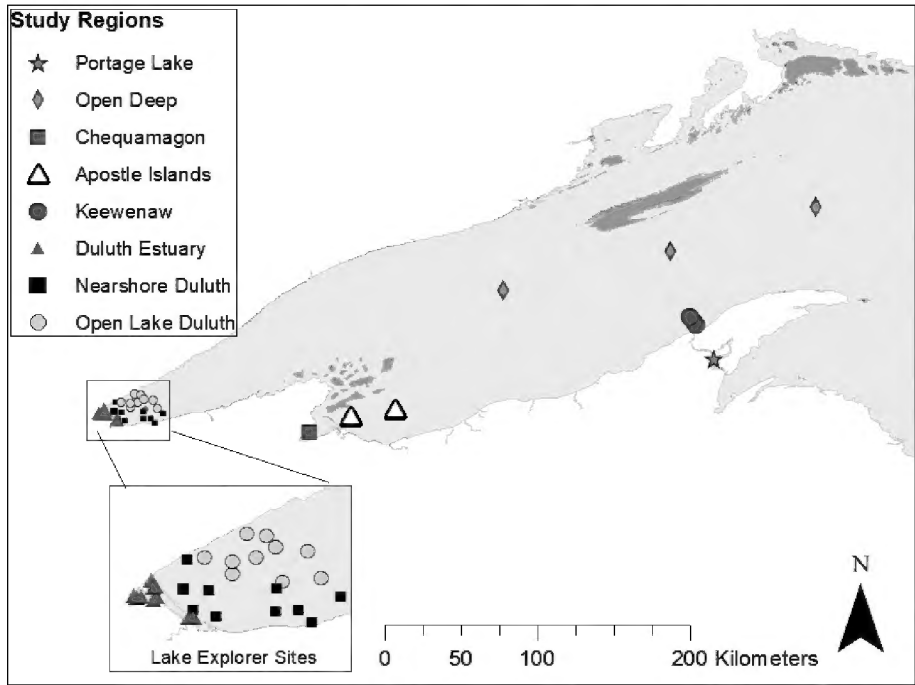 Study Regions
Portage Lake
Open Deep
Chequamagon
Apostle Islands
Keewenaw
Duluth Estuary
Nearshore Duluth
Open Lake Duluth
Lake Explorer Sites
N
0 50 100 200 Kilometers